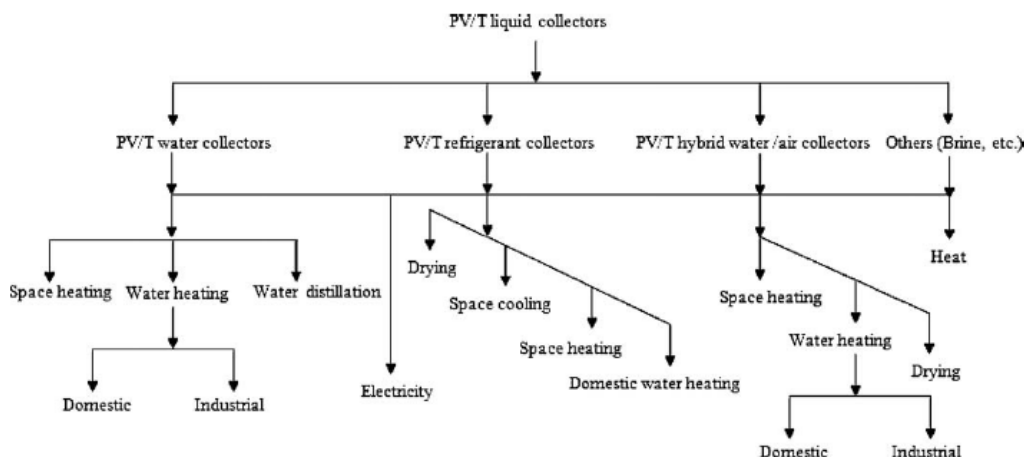 PV/T liquid collectors
PV/T water collectors
PV/T refrigerant collectors
PV/T hybrid water /air collectors
Others (Brine, etc.)
Space heating
Water heating
Water distillation
Domestic
Industrial
Electricity
Drying
Space cooling
Space heating
Domestic water heating
Space heating
Water heating
Drying
Domestic
Industrial
Heat